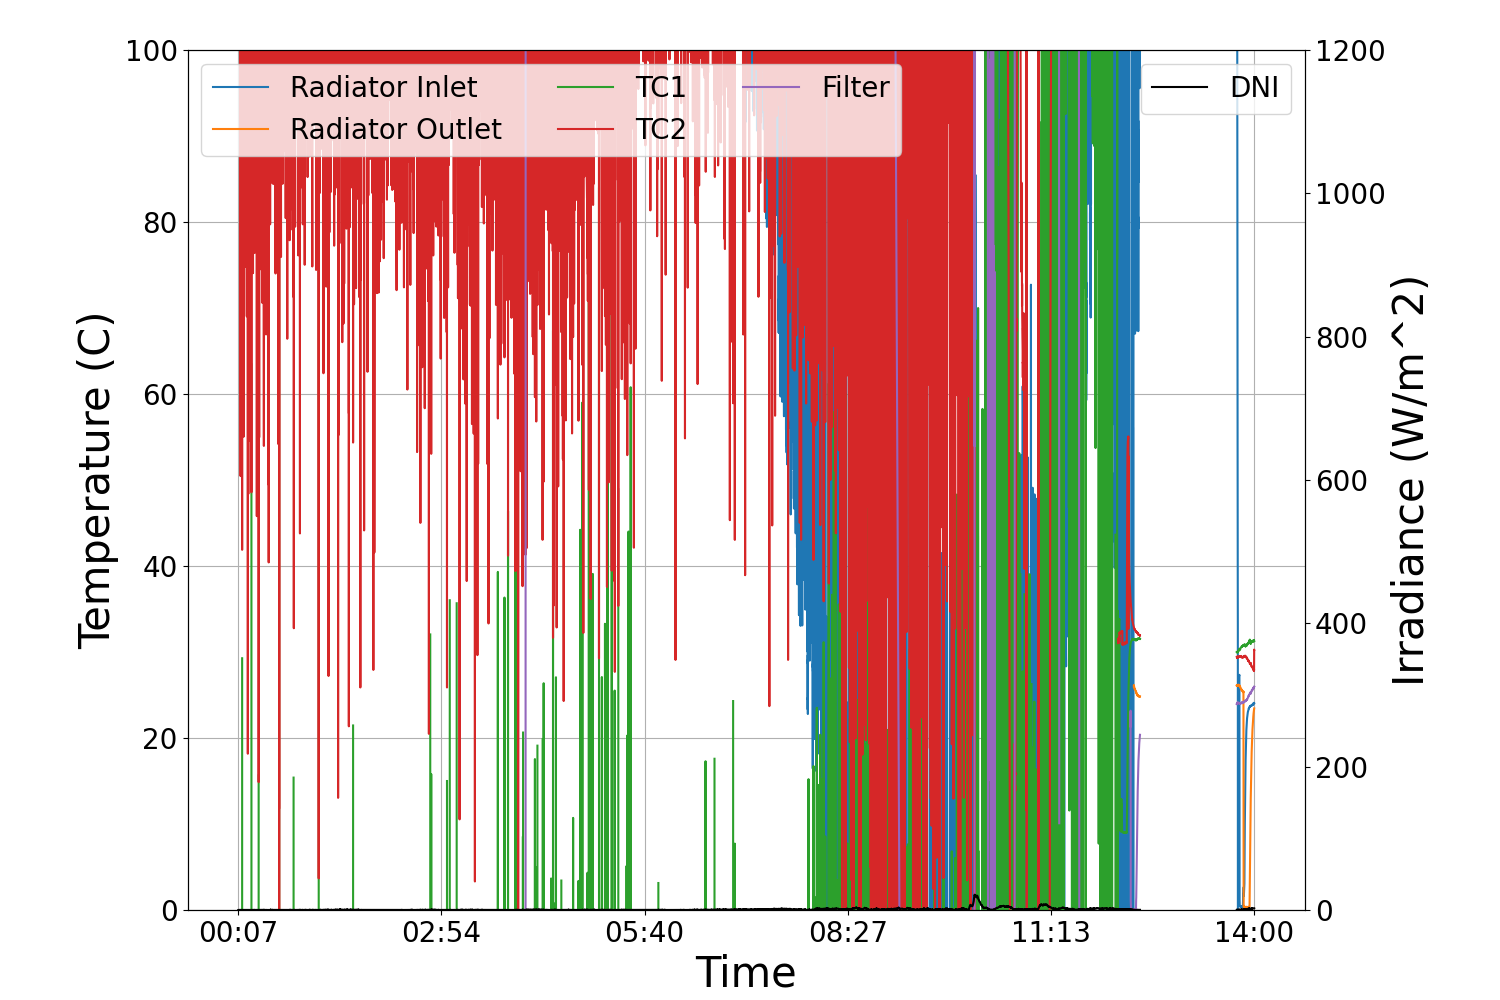 Radiator Inlet
Radiator Outlet
TC1
TC2
Filter
DNI
Temperature (C)
100
80
60
40
20
0
Irradiance (W/m^2)
1200
1000
800
600
400
200
0
00:07 02:54 05:40 08:27 11:13 14:00
Time